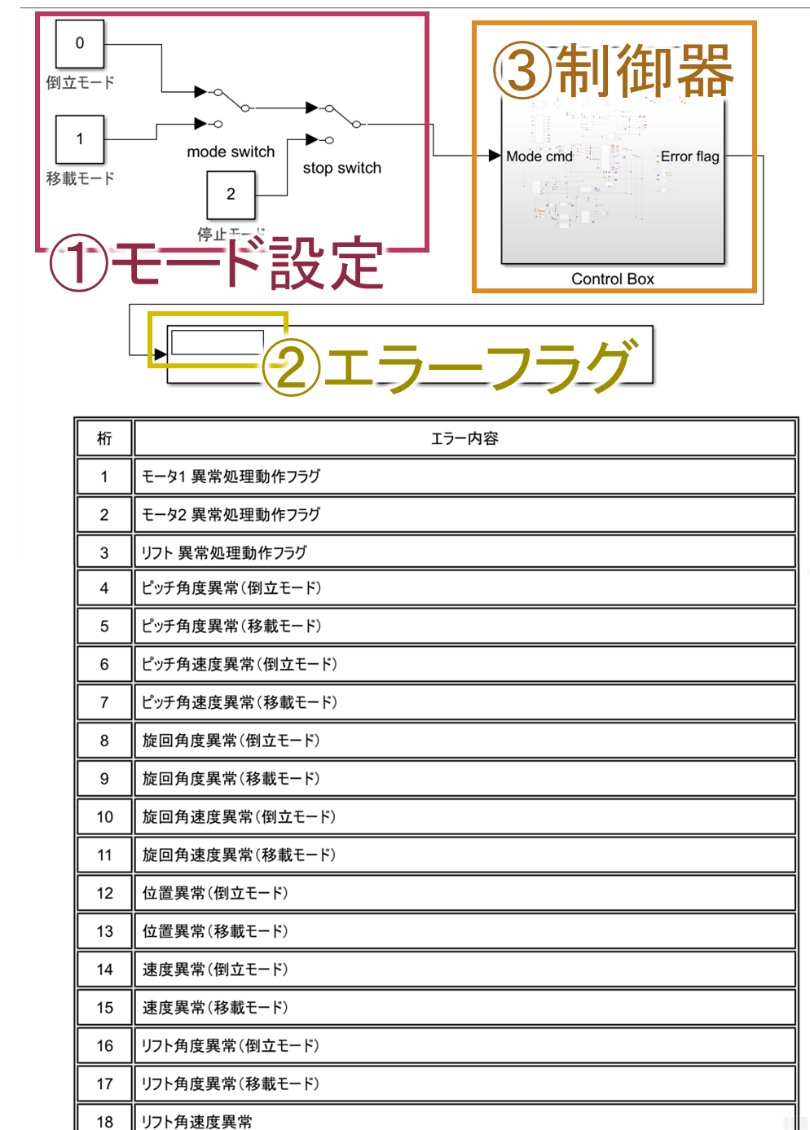 0
倒立モード
1
移載モード
mode switch
stop switch
2
停止モード
①モード設定
③制御器
Mode cmd
Error flag
Control Box
②エラーフラグ
桁 エラー内容
1 モータ1 異常処理動作フラグ
2 モータ2 異常処理動作フラグ
3 リフト 異常処理動作フラグ
4 ピッチ角度異常(倒立モード)
5 ピッチ角度異常(移載モード)
6 ピッチ角速度異常(倒立モード)
7 ピッチ角速度異常(移載モード)
8 旋回角度異常(倒立モード)
9 旋回角度異常(移載モード)
10 旋回角速度異常(倒立モード)
11 旋回角速度異常(移載モード)
12 位置異常(倒立モード)
13 位置異常(移載モード)
14 速度異常(倒立モード)
15 速度異常(移載モード)
16 リフト角度異常(倒立モード)
17 リフト角度異常(移載モード)
18 リフト角速度異常